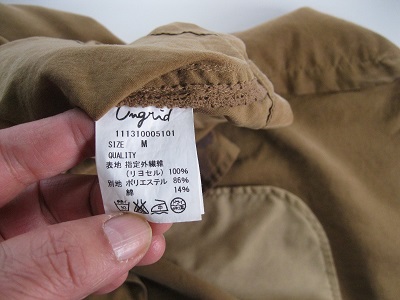 Ungrid
111310005101
SIZE M
QUALITY
表地 指定外繊維
(リヨセル) 100%
別地 ポリエステル 86%
綿 14%